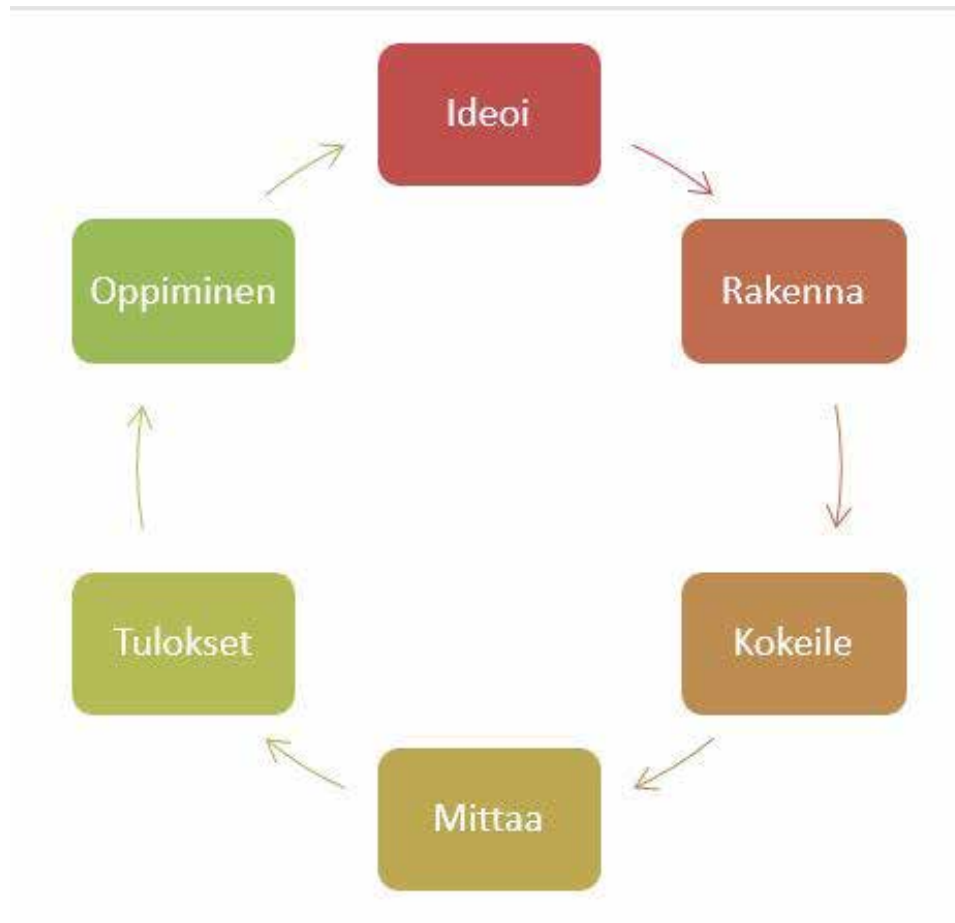 Ideoi
Rakenna
Kokeile
Mittaa
Tulokset
Oppiminen